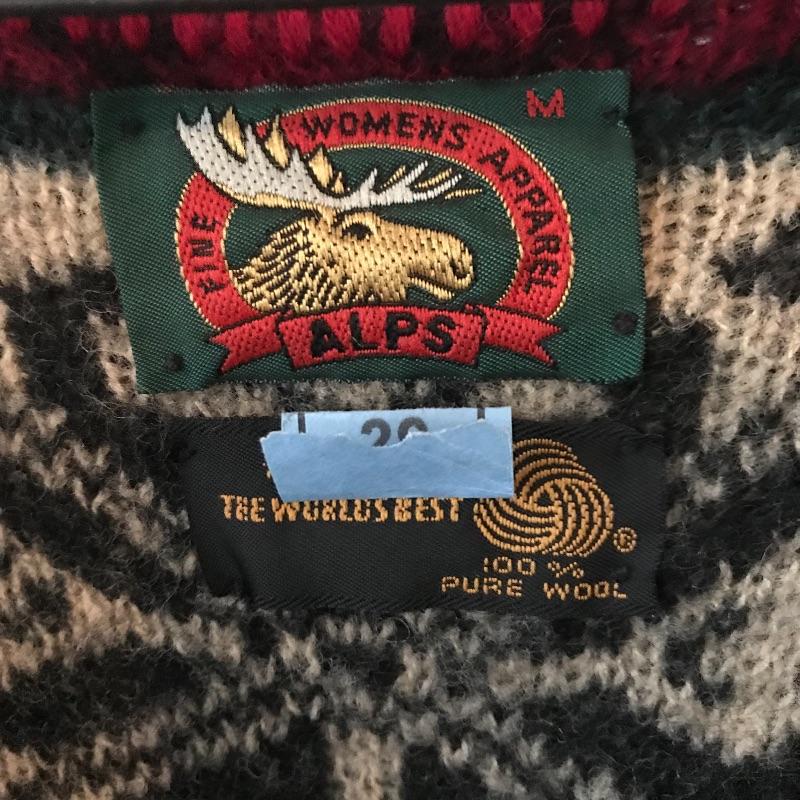 M
FINE WOMENS APPAREL
ALPS
THE WORLDS BEST
®
100 %
PURE WOOL